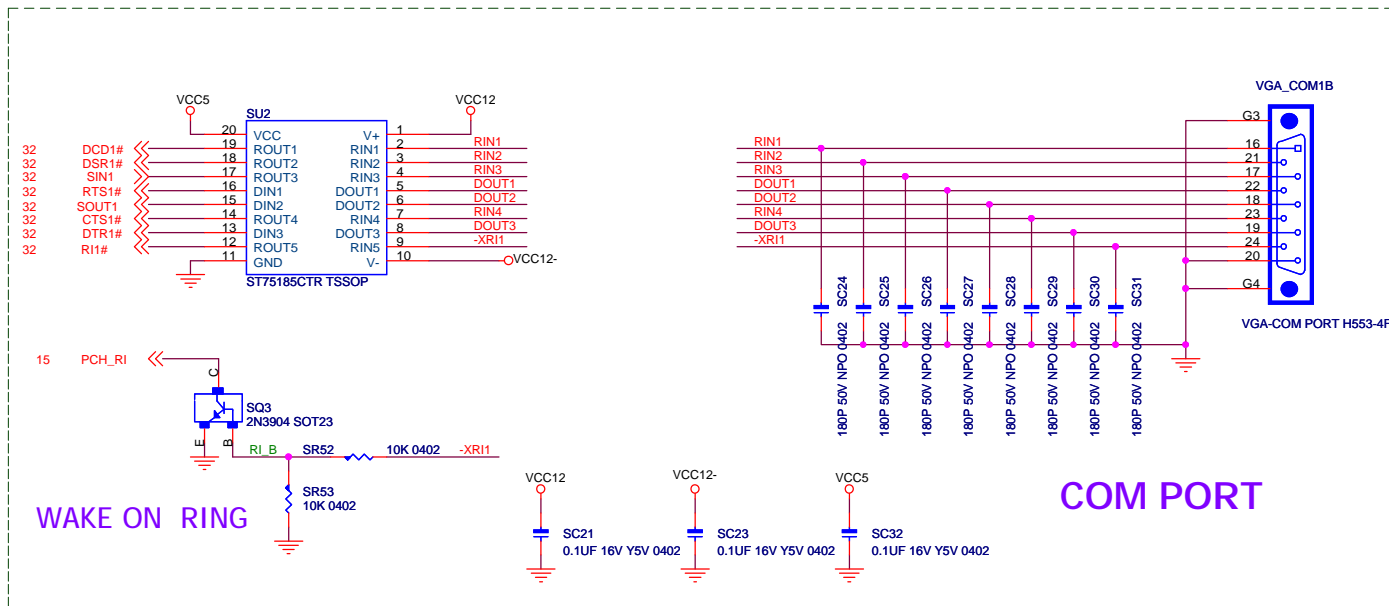 VGA_COM1B
VCC5
VCC12
SU2
G3
20 VCC V+ 1
32 DCD1# 19 ROUT1 RIN1 2 RIN1
32 DSR1# 18 ROUT2 RIN2 3 RIN2
32 SIN1 17 ROUT3 RIN3 4 RIN3
32 RTS1# 16 DIN1 DOUT1 5 DOUT1
32 SOUT1 15 DIN2 DOUT2 6 DOUT2
32 CTS1# 14 ROUT4 RIN4 7 RIN4
32 DTR1# 13 DIN3 DOUT3 8 DOUT3
32 RI1# 12 ROUT5 RIN5 9 -XRI1
11 GND V- 10 VCC12-
ST75185CTR TSSOP
RIN1 16
RIN2 21
RIN3 17
DOUT1 22
DOUT2 18
RIN4 23
DOUT3 19
-XRI1 24
20
G4
VGA-COM PORT H553-4F
SC24
180P 50V NPO 0402
SC25
180P 50V NPO 0402
SC26
180P 50V NPO 0402
SC27
180P 50V NPO 0402
SC28
180P 50V NPO 0402
SC29
180P 50V NPO 0402
SC30
180P 50V NPO 0402
SC31
180P 50V NPO 0402
15 PCH_RI
C
SQ3
2N3904 SOT23
E
B
RI_B SR52 10K 0402 -XRI1
SR53
10K 0402
WAKE ON RING
VCC12
SC21
0.1UF 16V Y5V 0402
VCC12-
SC23
0.1UF 16V Y5V 0402
VCC5
SC32
0.1UF 16V Y5V 0402
COM PORT